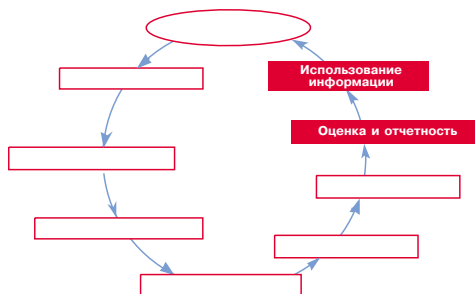 Использование
информации
Оценка и отчетность